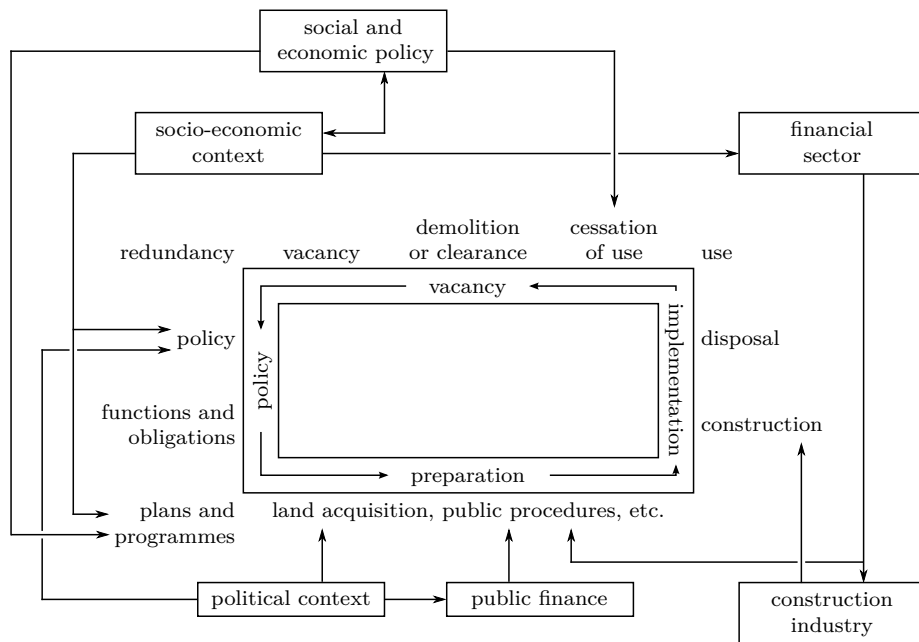 social and
economic policy
socio-economic
context
financial
sector
demolition
or clearance
cessation
of use
redundancy
vacancy
use
vacancy
implementation
policy
policy
disposal
functions and
obligations
construction
preparation
plans and
programmes
land acquisition, public procedures, etc.
political context
public finance
construction
industry